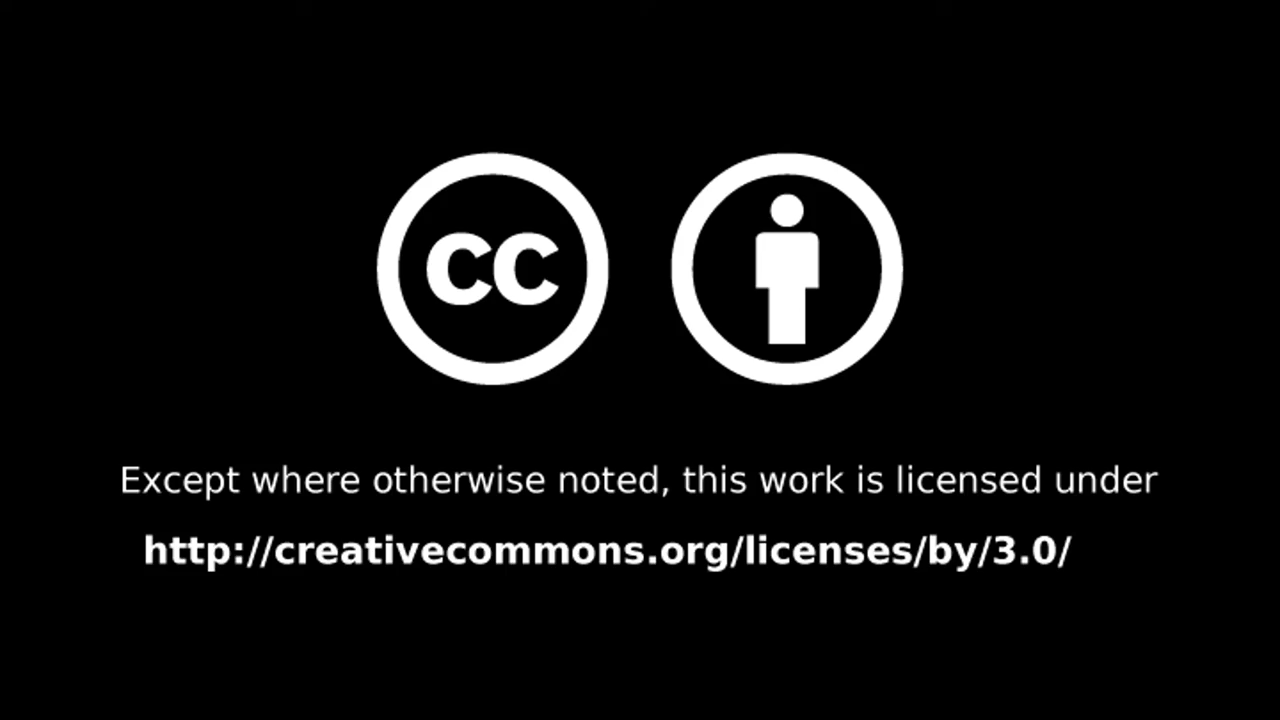 cc
Except where otherwise noted, this work is licensed under
http://creativecommons.org/licenses/by/3.0/